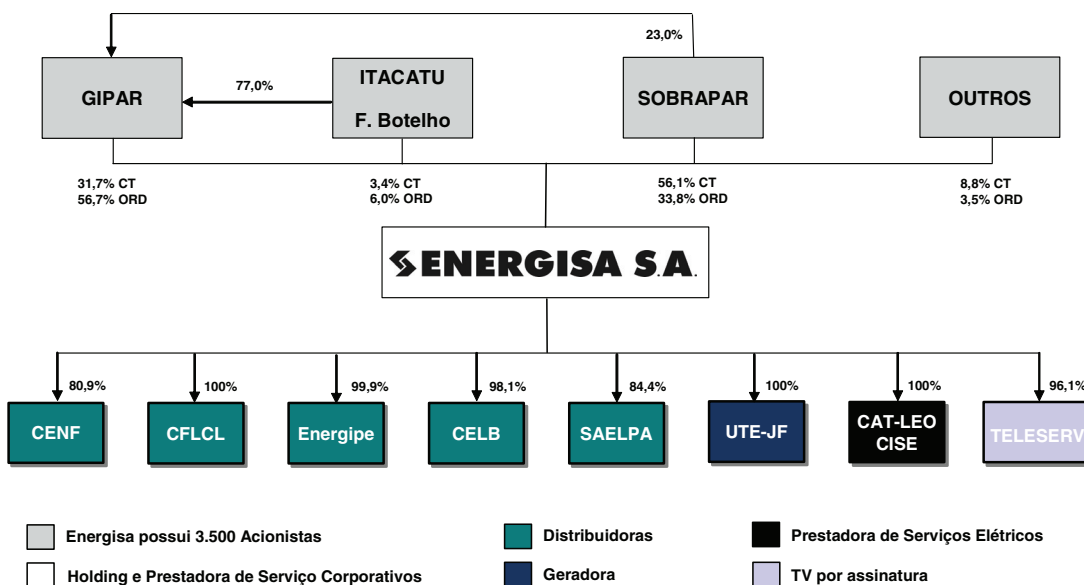 23,0%
GIPAR
77,0%
ITACATU
F. Botelho
SOBRAPAR
OUTROS
31,7% CT
56,7% ORD
3,4% CT
6,0% ORD
56,1% CT
33,8% ORD
8,8% CT
3,5% ORD
ENERGISA S.A.
80,9%
100%
99,9%
98,1%
84,4%
100%
100%
96,1%
CENF
CFLCL
Energipe
CELB
SAELPA
UTE-JF
CAT-LEO
CISE
TELESERV
Energisa possui 3.500 Acionistas
Distribuidoras
Prestadora de Serviços Elétricos
Holding e Prestadora de Serviço Corporativos
Geradora
TV por assinatura